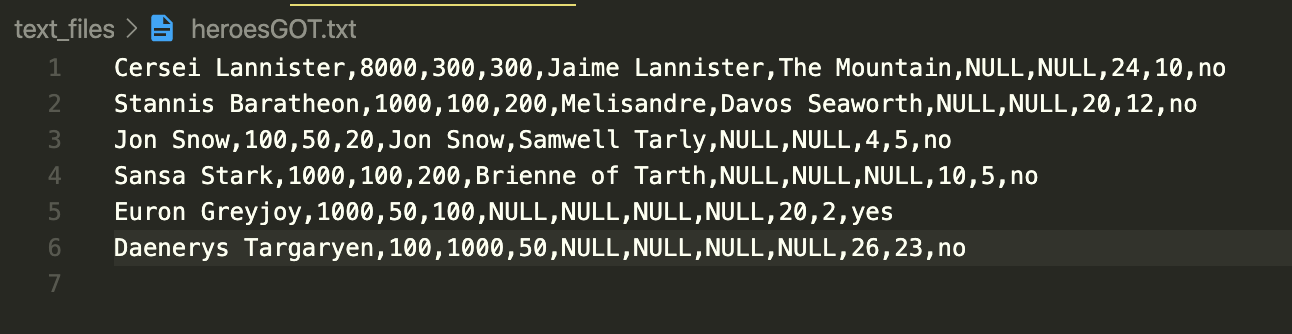 text_files > heroesGOT.txt
1 Cersei Lannister,8000,300,300,Jaime Lannister,The Mountain,NULL,NULL,24,10,no
2 Stannis Baratheon,1000,100,200,Melisandre,Davos Seaworth,NULL,NULL,20,12,no
3 Jon Snow,100,50,20,Jon Snow,Samwell Tarly,NULL,NULL,4,5,no
4 Sansa Stark,1000,100,200,Brienne of Tarth,NULL,NULL,NULL,10,5,no
5 Euron Greyjoy,1000,50,100,NULL,NULL,NULL,NULL,20,2,yes
6 Daenerys Targaryen,100,1000,50,NULL,NULL,NULL,NULL,26,23,no
7